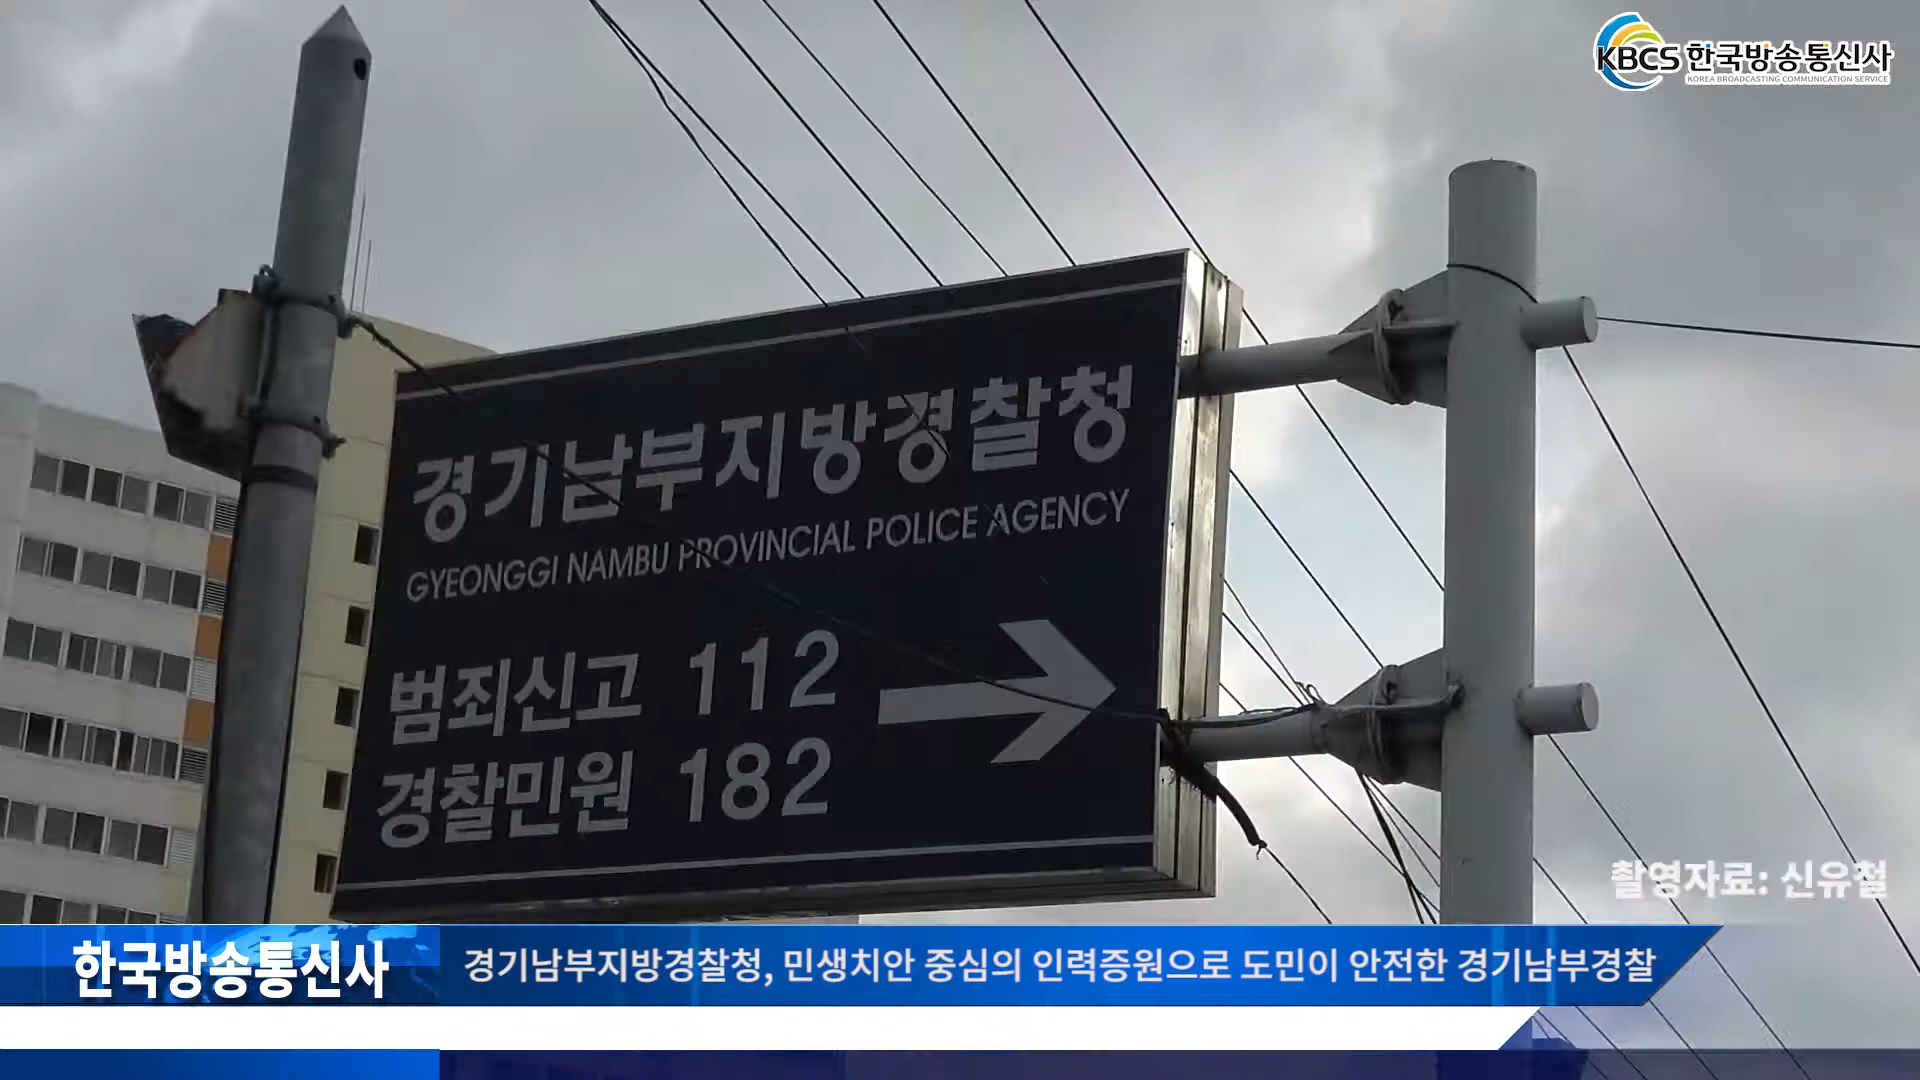 KBCS 한국방송통신사
KOREA BROADCASTING COMMUNICATION SERVICE
경기남부지방경찰청
GYEONGGI NAMBU PROVINCIAL POLICE AGENCY
범죄신고 112
경찰민원 182
촬영자료: 신유철
한국방송통신사
경기남부지방경찰청, 민생치안 중심의 인력증원으로 도민이 안전한 경기남부경찰